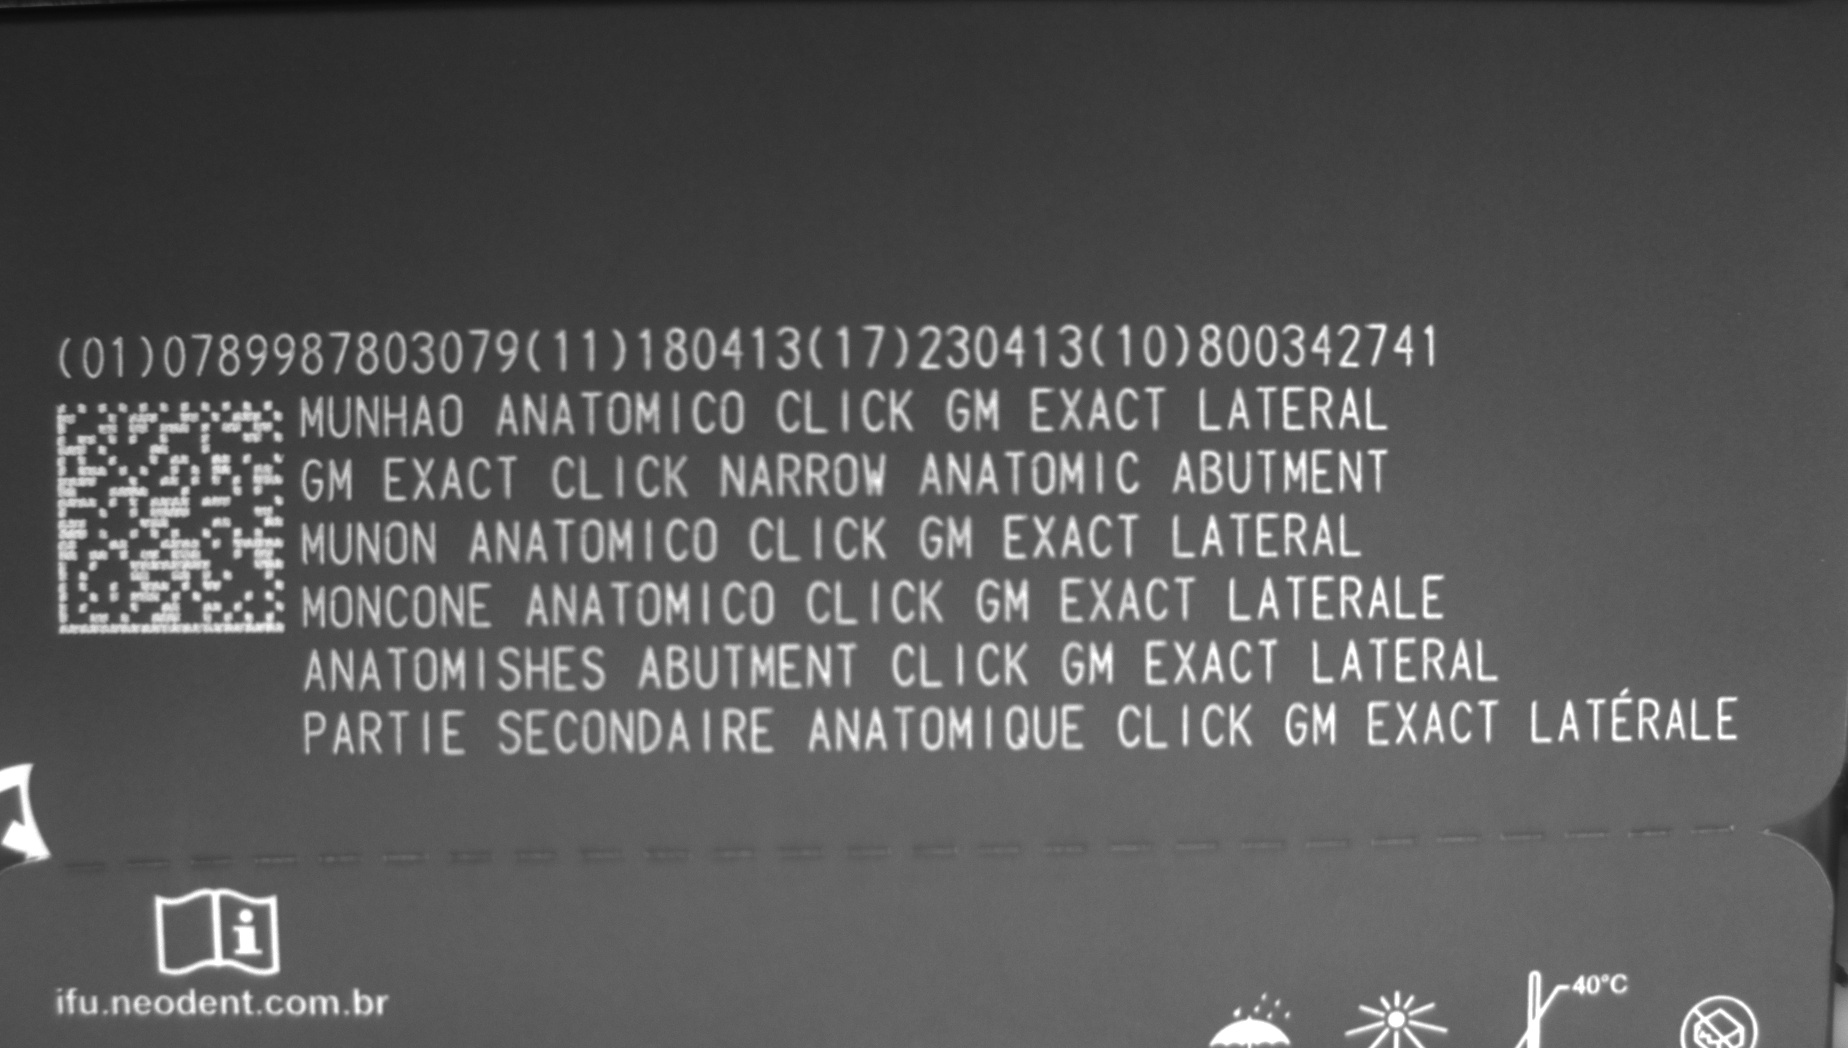 (01)0789987803079(11)180413(17)230413(10)800342741
MUNHAO ANATOMICO CLICK GM EXACT LATERAL
GM EXACT CLICK NARROW ANATOMIC ABUTMENT
MUNON ANATOMICO CLICK GM EXACT LATERAL
MONCONE ANATOMICO CLICK GM EXACT LATERALE
ANATOMISHES ABUTMENT CLICK GM EXACT LATERAL
PARTIE SECONDAIRE ANATOMIQUE CLICK GM EXACT LATÉRALE
ifu.neodent.com.br
40°C